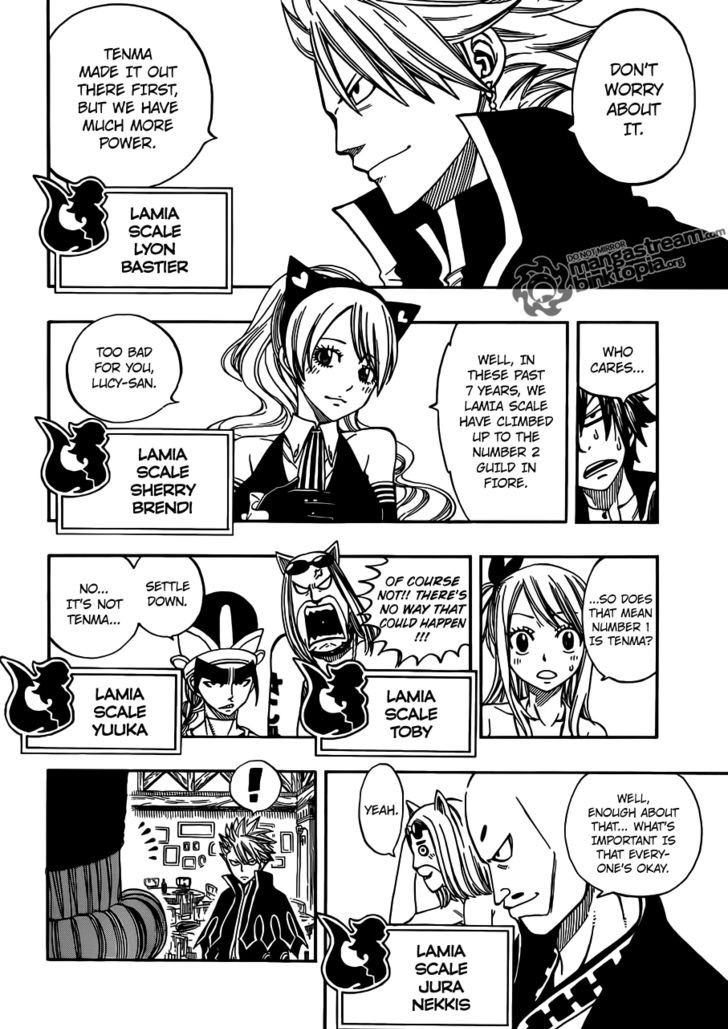 DON'T
WORRY
ABOUT
IT.
TENMA
MADE IT OUT
THERE FIRST,
BUT WE HAVE
MUCH MORE
POWER.
LAMIA
SCALE
LYON
BASTIER
DO NOT MIRROR
mangastream.com
binktopia.org
WHO
CARES...
WELL, IN
THESE PAST
7 YEARS, WE
LAMIA SCALE
HAVE CLIMBED
UP TO THE
NUMBER 2
GUILD IN
FIORE.
TOO BAD
FOR YOU,
LUCY-SAN.
LAMIA
SCALE
SHERRY
BRENDI
...SO DOES
THAT MEAN
NUMBER 1
IS TENMA?
OF COURSE
NOT!! THERE'S
NO WAY THAT
COULD HAPPEN
!!!
LAMIA
SCALE
TOBY
SETTLE
DOWN.
NO...
IT'S NOT
TENMA...
LAMIA
SCALE
YUUKA
WELL,
ENOUGH ABOUT
THAT... WHAT'S
IMPORTANT IS
THAT EVERY-
ONE'S OKAY.
YEAH.
LAMIA
SCALE
JURA
NEKKIS
!